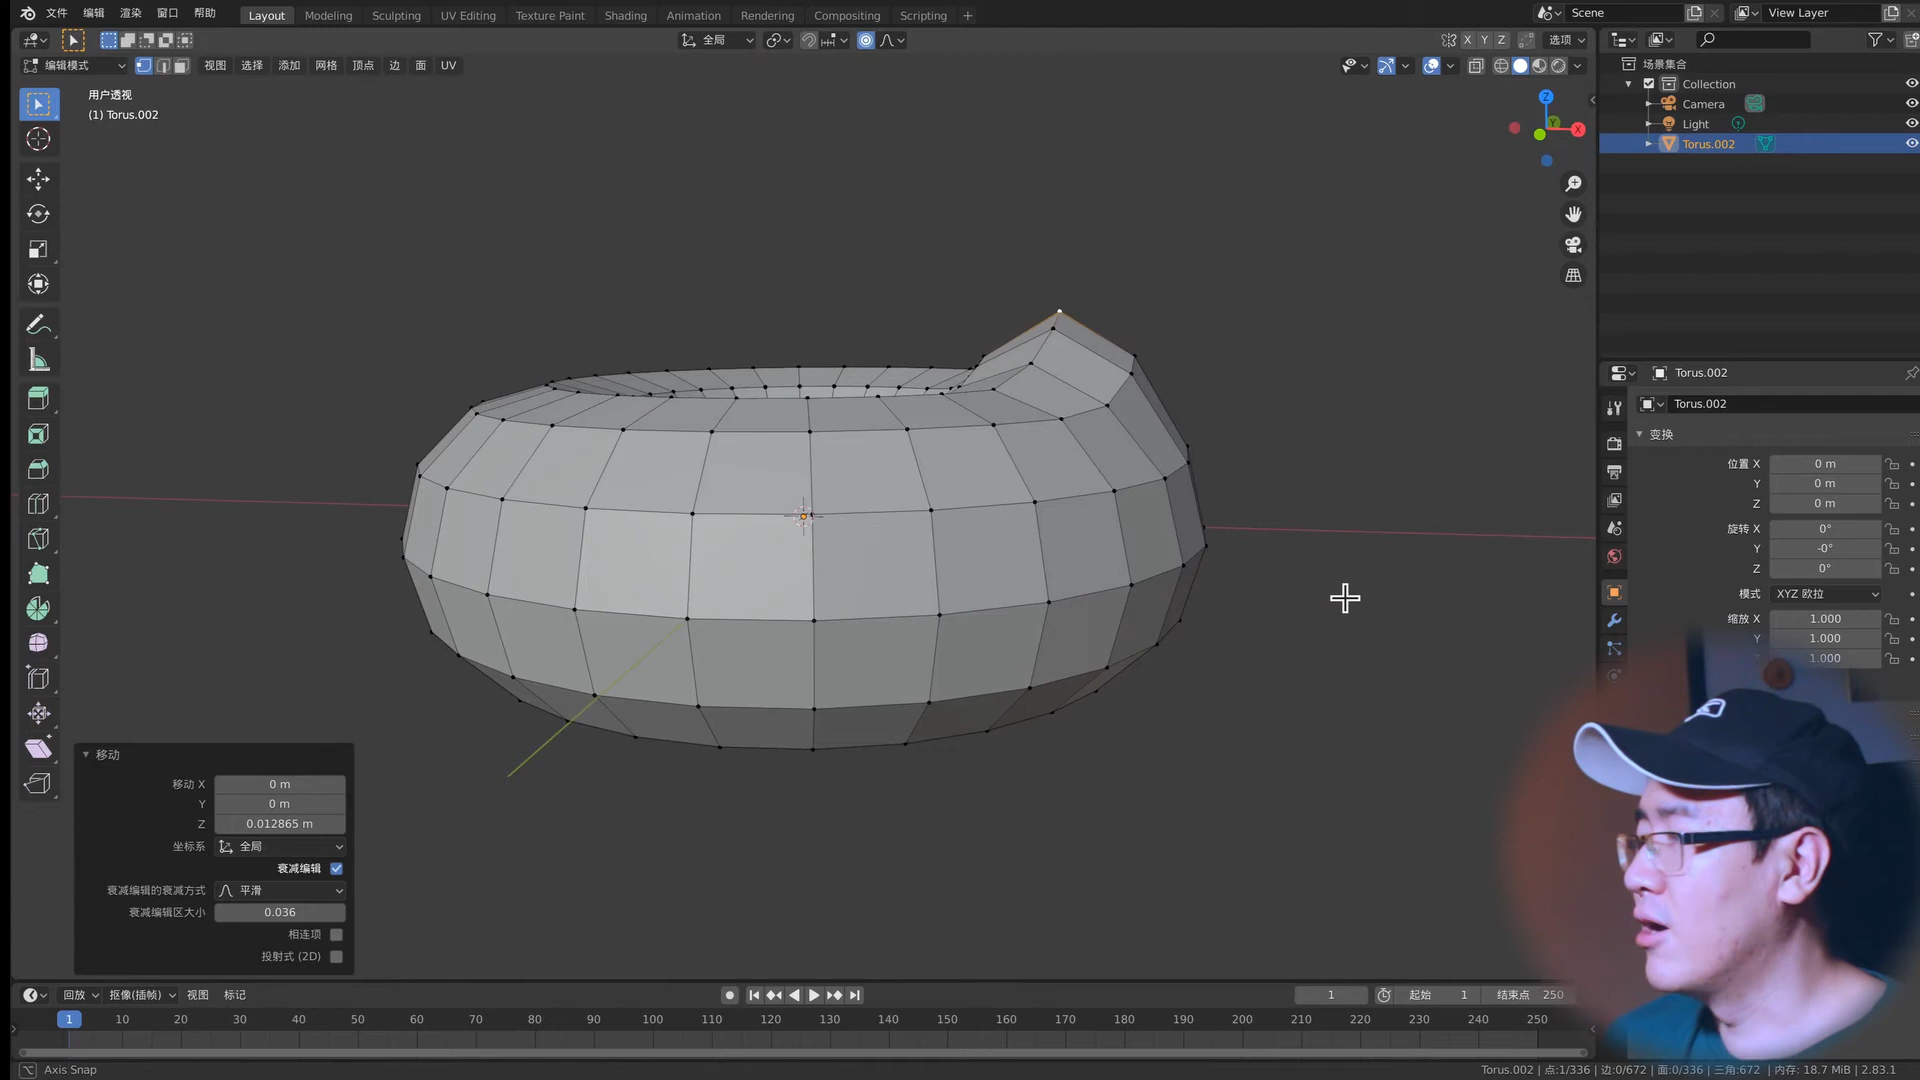 文件 编辑 渲染 窗口 帮助 Layout Modeling Sculpting UV Editing Texture Paint Shading Animation Rendering Compositing Scripting + Scene View Layer
全局 X Y Z 选项
编辑模式 视图 选择 添加 网格 顶点 边 面 UV
场景集合
Collection
Camera
Light
Torus.002
用户透视
(1) Torus.002
Z
Y
X
Torus.002
Torus.002
变换
位置 X 0 m
Y 0 m
Z 0 m
旋转 X 0°
Y -0°
Z 0°
模式 XYZ 欧拉
缩放 X 1.000
Y 1.000
1.000
移动
移动 X 0 m
Y 0 m
Z 0.012865 m
坐标系 全局
衰减编辑
衰减编辑的衰减方式 平滑
衰减编辑区大小 0.036
相连项
投射式 (2D)
回放 抠像(插帧) 视图 标记 1 起始 1 结束点 250
1 10 20 30 40 50 60 70 80 90 100 110 120 130 140 150 160 170 180 190 200 210 220 230 240 250
Axis Snap
Torus.002 | 点:1/336 | 边:0/672 | 面:0/336 | 三角:672 | 内存: 18.7 MiB | 2.83.1